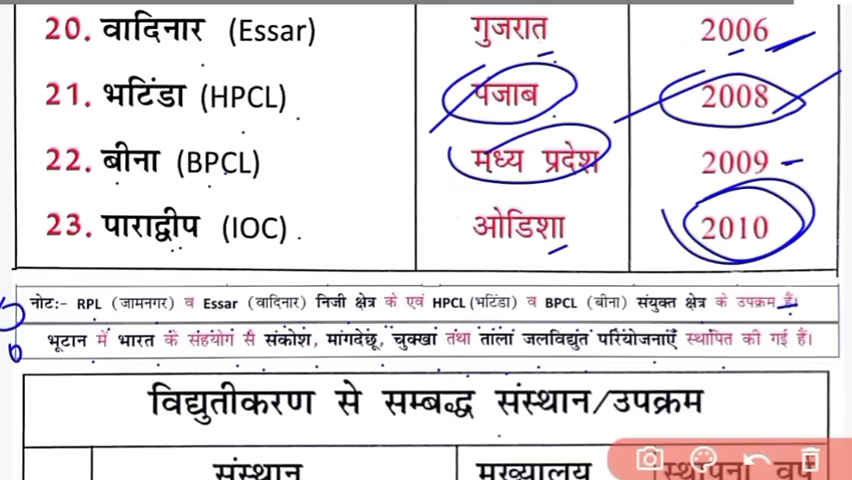 20. वादिनार (Essar) गुजरात 2006
21. भटिंडा (HPCL) पंजाब 2008
22. बीना (BPCL) मध्य प्रदेश 2009
23. पाराद्वीप (IOC) ओडिशा 2010
नोटः- RPL (जामनगर) व Essar (वादिनार) निजी क्षेत्र के एवं HPCL (भटिंडा) व BPCL (बीना) संयुक्त क्षेत्र के उपक्रम हैं।
भूटान में भारत के सहयोग से संकोश, मांगदेछू, चुक्खा तथा ताला जलविद्युत परियोजनाएँ स्थापित की गई हैं।
विद्युतीकरण से सम्बद्ध संस्थान/उपक्रम
संस्थान मुख्यालय स्थापना वर्ष